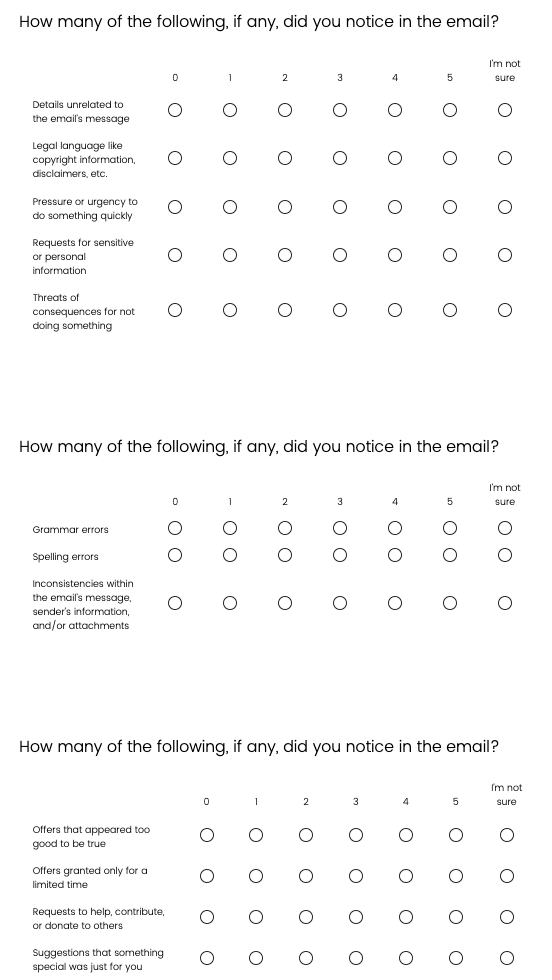 How many of the following, if any, did you notice in the email?
I'm not
0 1 2 3 4 5 sure
Details unrelated to
the email's message
Legal language like
copyright information,
disclaimers, etc.
Pressure or urgency to
do something quickly
Requests for sensitive
or personal
information
Threats of
consequences for not
doing something
How many of the following, if any, did you notice in the email?
I'm not
0 1 2 3 4 5 sure
Grammar errors
Spelling errors
Inconsistencies within
the email's message,
sender's information,
and/or attachments
How many of the following, if any, did you notice in the email?
I'm not
0 1 2 3 4 5 sure
Offers that appeared too
good to be true
Offers granted only for a
limited time
Requests to help, contribute,
or donate to others
Suggestions that something
special was just for you